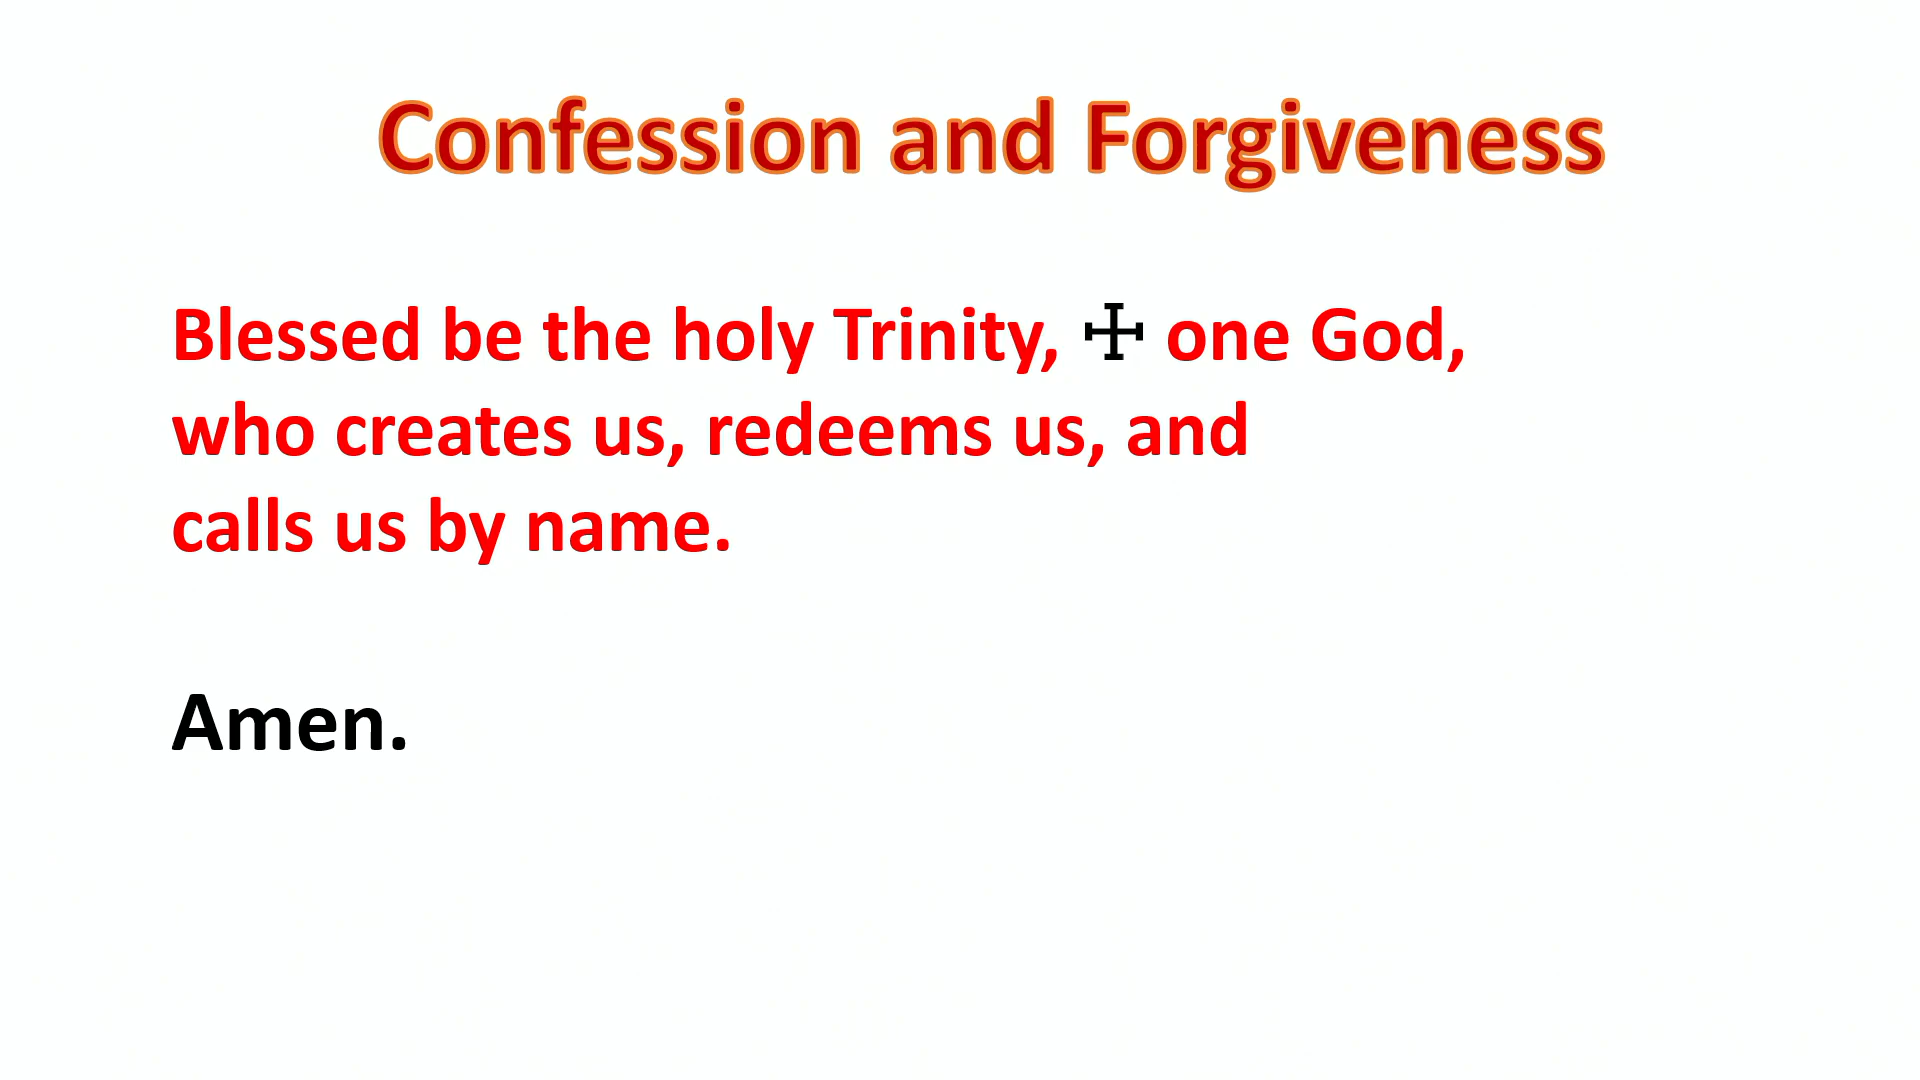 Confession and Forgiveness
Blessed be the holy Trinity, ☩ one God,
who creates us, redeems us, and
calls us by name.
Amen.